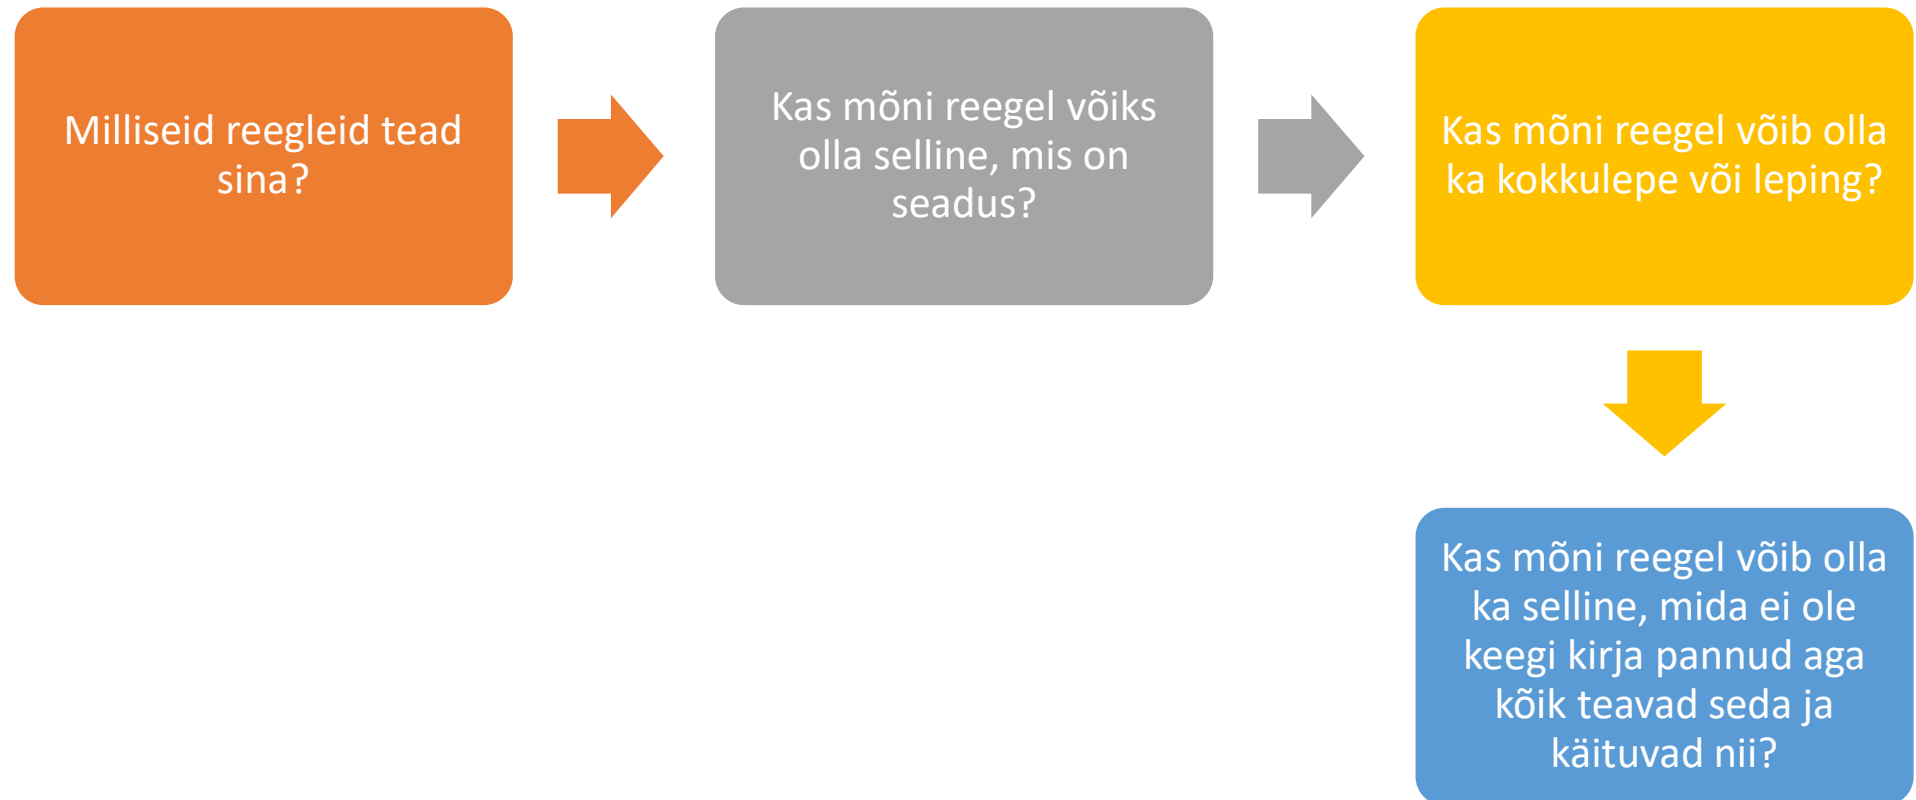 Milliseid reegleid tead
sina?
Kas mõni reegel võiks
olla selline, mis on
seadus?
Kas mõni reegel võib olla
ka kokkulepe või leping?
Kas mõni reegel võib olla
ka selline, mida ei ole
keegi kirja pannud aga
kõik teavad seda ja
käituvad nii?